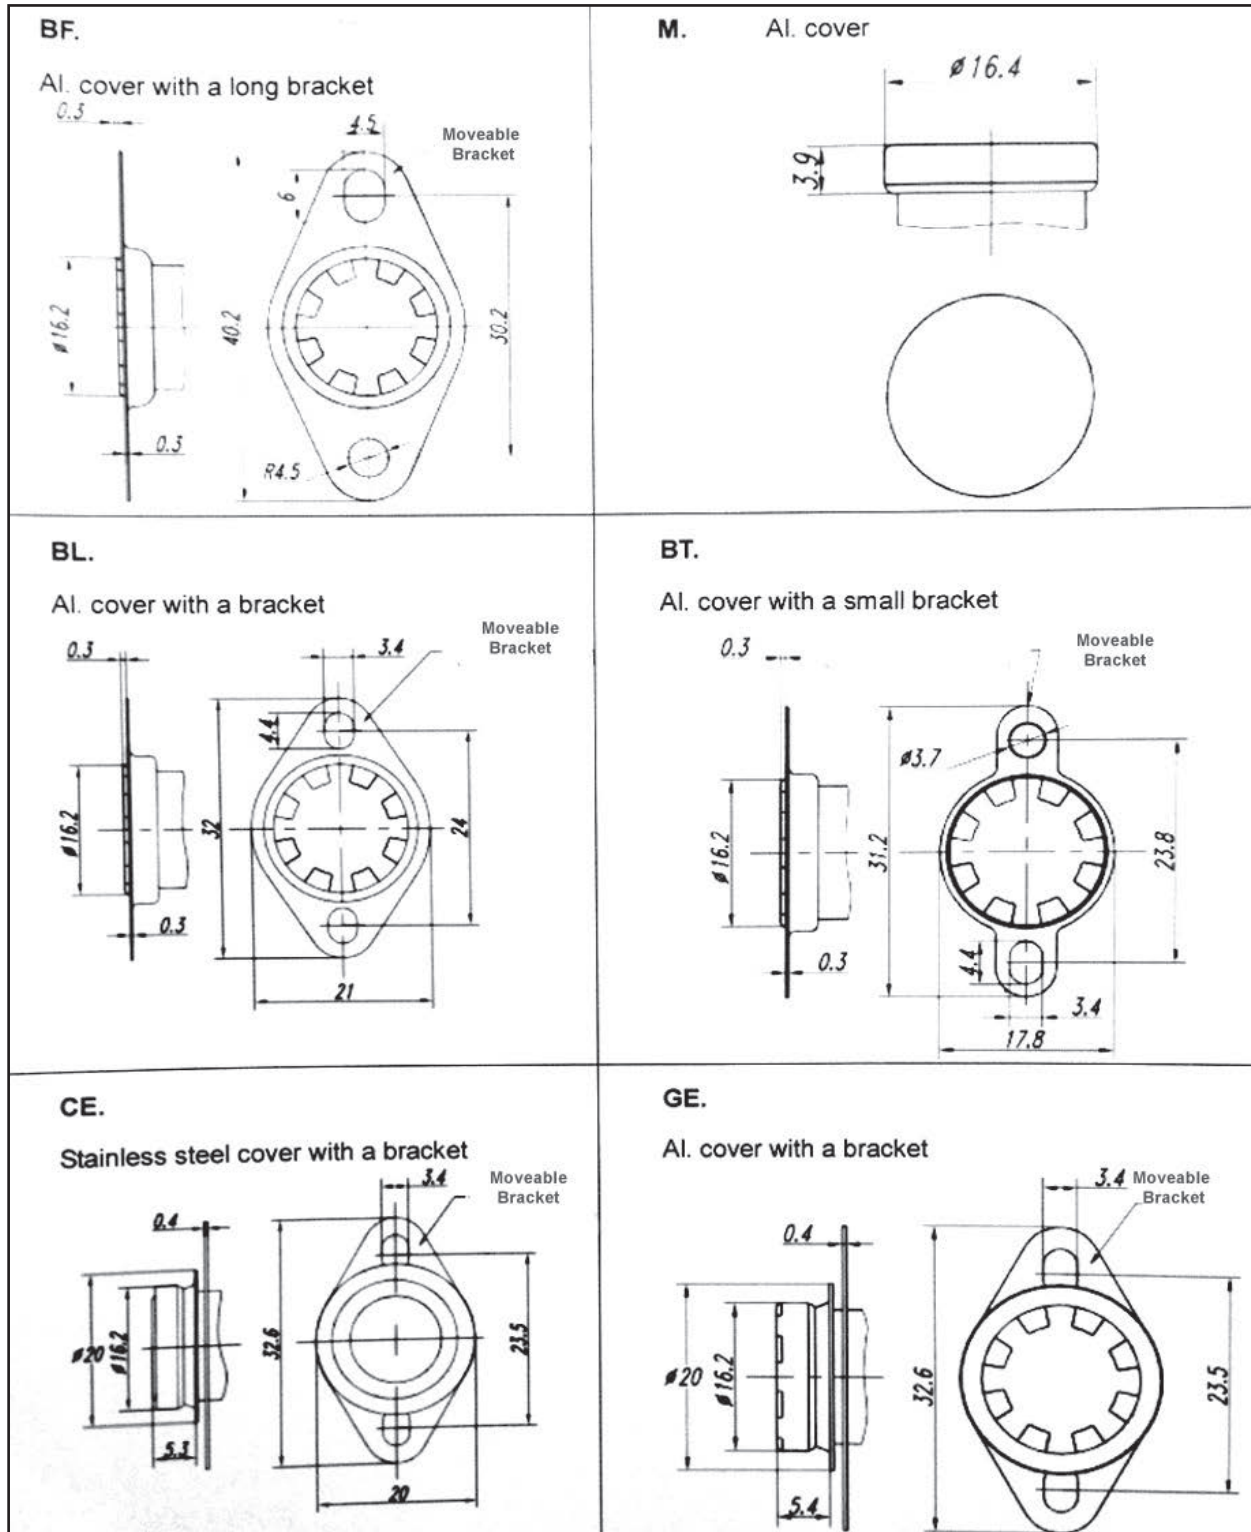 BF.
Al. cover with a long bracket
0.3
4.5
Moveable
Bracket
6
ø16.2
40.2
30.2
0.3
R4.5
M. Al. cover
ø16.4
3.9
BL.
Al. cover with a bracket
0.3
3.4
Moveable
Bracket
4.4
ø16.2
32
24
0.3
21
BT.
Al. cover with a small bracket
0.3
Moveable
Bracket
ø3.7
ø16.2
31.2
23.8
0.3
4.4
3.4
17.8
CE.
Stainless steel cover with a bracket
3.4
Moveable
Bracket
0.4
ø20
ø16.2
32.6
23.5
5.3
20
GE.
Al. cover with a bracket
3.4
Moveable
Bracket
0.4
ø20
ø16.2
32.6
23.5
5.4